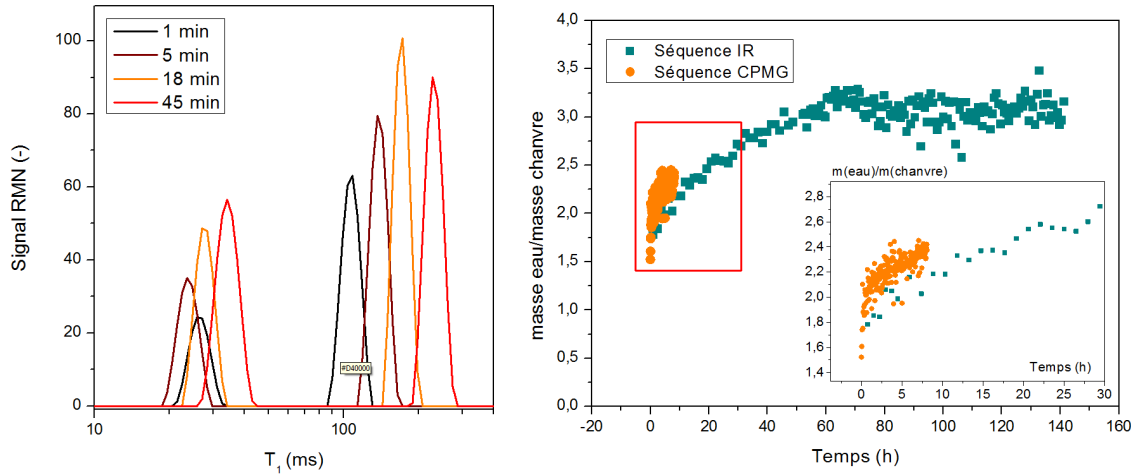 1 min
5 min
18 min
45 min
Signal RMN (-)
100
80
60
40
20
0
#D40000
10
100
T1 (ms)
Séquence IR
Séquence CPMG
masse eau/masse chanvre
4,0
3,5
3,0
2,5
2,0
1,5
1,0
0,5
0,0
-20 0 20 40 60 80 100 120 140 160
Temps (h)
m(eau)/m(chanvre)
2,8
2,6
2,4
2,2
2,0
1,8
1,6
1,4
Temps (h)
0 5 10 15 20 25 30